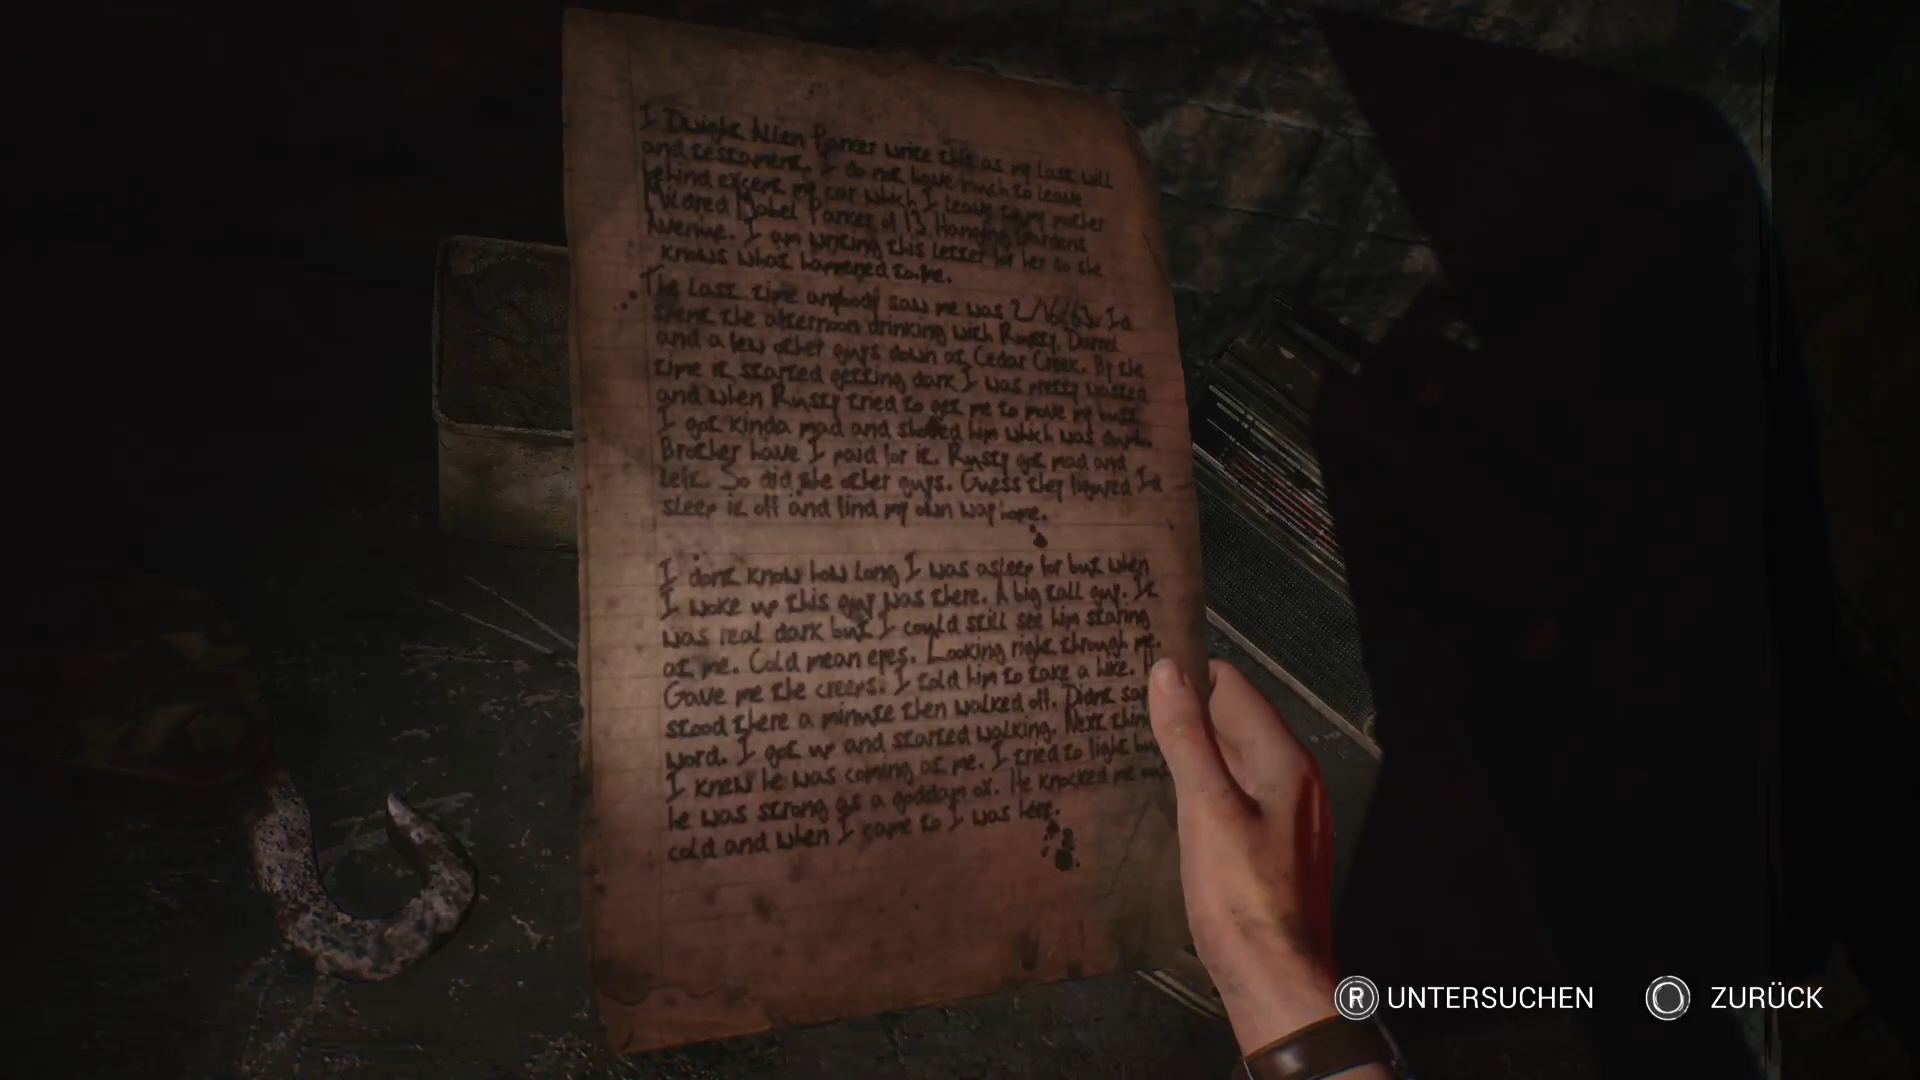 I Dwight Allen Parker write this as my last will
and testament. I do not have much to leave
behind except my car which I leave to my mother
Mildred Mabel Parker of 13 Hanging Gardens
Avenue. I am writing this letter for her so she
knows what happened to me.
The last time anybody saw me was 2/16/63. I'd
spent the afternoon drinking with Rusty, Darrel
and a few other guys down at Cedar Creek. By the
time it started getting dark I was pretty wasted
and when Rusty tried to get me to move my butt
I got kinda mad and shoved him which was dumb.
Brother have I paid for it. Rusty got mad and
left. So did the other guys. Guess they figured I'd
sleep it off and find my own way home.
I dont know how long I was asleep for but when
I woke up this guy was there. A big tall guy. It
was real dark but I could still see him staring
at me. Cold mean eyes. Looking right through me.
Gave me the creeps. I told him to take a hike.
stood there a minute then walked off. Didnt say
word. I got up and started walking. Next thing
I knew he was coming at me. I tried to fight but
he was strong as a goddamn ox. He knocked me out
cold and when I came to I was here.
R UNTERSUCHEN ZURÜCK